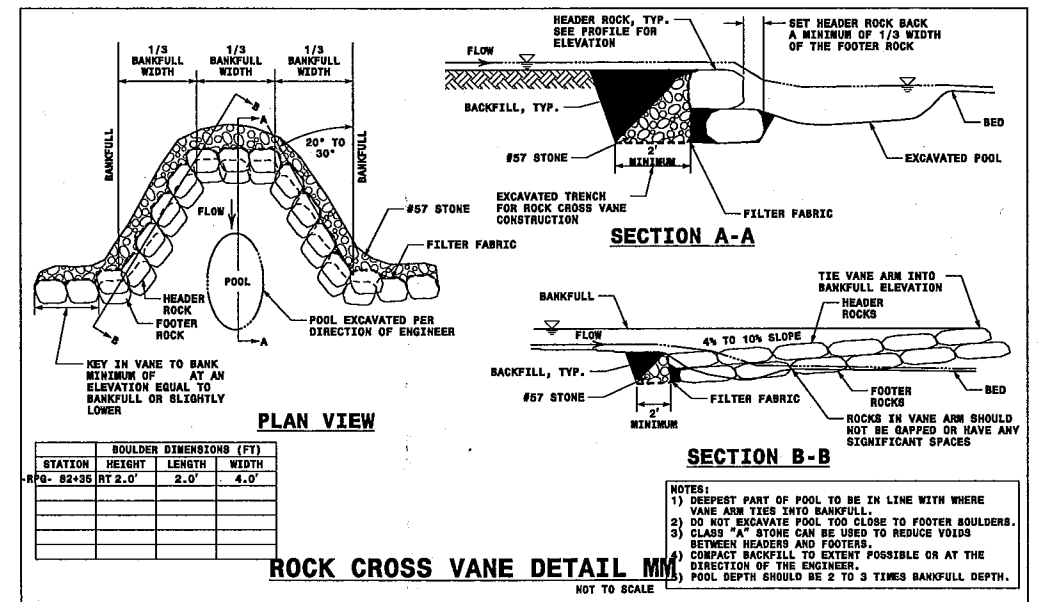 1/3
BANKFULL
WIDTH
1/3
BANKFULL
WIDTH
1/3
BANKFULL
WIDTH
B
A
20° TO
30°
BANKFULL
BANKFULL
FLOW
#57 STONE
FILTER FABRIC
POOL
HEADER
ROCK
FOOTER
ROCK
POOL EXCAVATED PER
DIRECTION OF ENGINEER
B
A
KEY IN VANE TO BANK
MINIMUM OF AT AN
ELEVATION EQUAL TO
BANKFULL OR SLIGHTLY
LOWER
PLAN VIEW
HEADER ROCK, TYP.
SEE PROFILE FOR
ELEVATION
SET HEADER ROCK BACK
A MINIMUM OF 1/3 WIDTH
OF THE FOOTER ROCK
FLOW
BACKFILL, TYP.
BED
#57 STONE
2'
MINIMUM
EXCAVATED POOL
EXCAVATED TRENCH
FOR ROCK CROSS VANE
CONSTRUCTION
FILTER FABRIC
SECTION A-A
TIE VANE ARM INTO
BANKFULL ELEVATION
BANKFULL
HEADER
ROCKS
FLOW
4% TO 10% SLOPE
BACKFILL, TYP.
#57 STONE
FILTER FABRIC
FOOTER
ROCKS
BED
2'
MINIMUM
ROCKS IN VANE ARM SHOULD
NOT BE GAPPED OR HAVE ANY
SIGNIFICANT SPACES
SECTION B-B
BOULDER DIMENSIONS (FT)
STATION HEIGHT LENGTH WIDTH
-RPG- 82+35 RT 2.0' 2.0' 4.0'
NOTES:
1) DEEPEST PART OF POOL TO BE IN LINE WITH WHERE
VANE ARM TIES INTO BANKFULL.
2) DO NOT EXCAVATE POOL TOO CLOSE TO FOOTER BOULDERS.
3) CLASS "A" STONE CAN BE USED TO REDUCE VOIDS
BETWEEN HEADERS AND FOOTERS.
4) COMPACT BACKFILL TO EXTENT POSSIBLE OR AT THE
DIRECTION OF THE ENGINEER.
5) POOL DEPTH SHOULD BE 2 TO 3 TIMES BANKFULL DEPTH.
ROCK CROSS VANE DETAIL MM
NOT TO SCALE